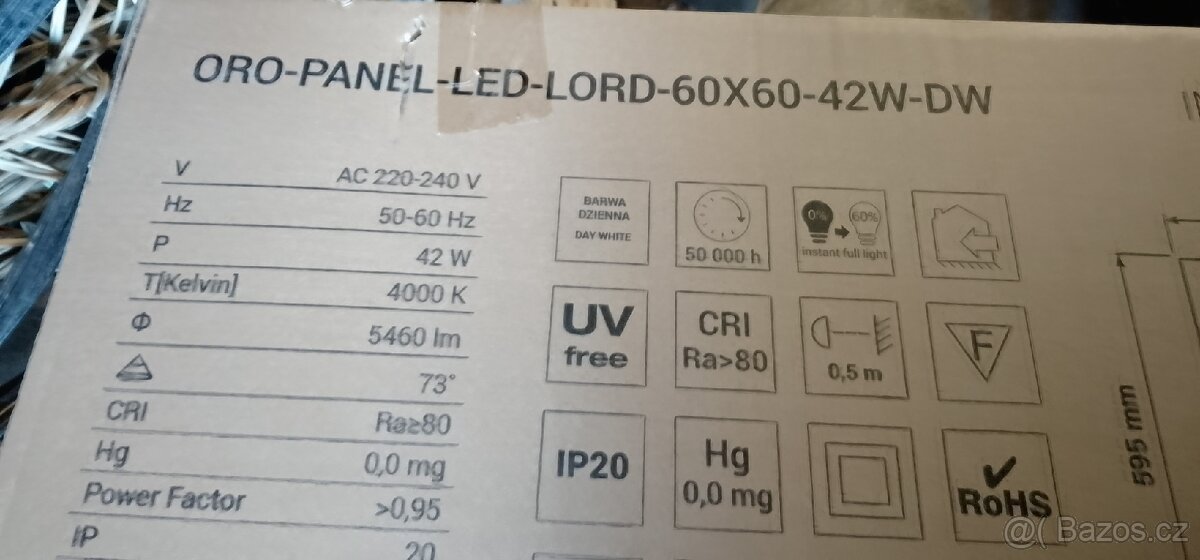 ORO-PANEL-LED-LORD-60X60-42W-DW
V AC 220-240 V
Hz 50-60 Hz
P 42 W
T[Kelvin] 4000 K
Φ 5460 lm
73°
CRI Ra≥80
Hg 0,0 mg
Power Factor >0,95
IP 20
BARWA
DZIENNA
DAY WHITE
50 000 h
0% 60%
instant full light
UV
free
CRI
Ra>80
0,5 m
F
IP20
Hg
0,0 mg
RoHS
595 mm
@ Bazos.cz